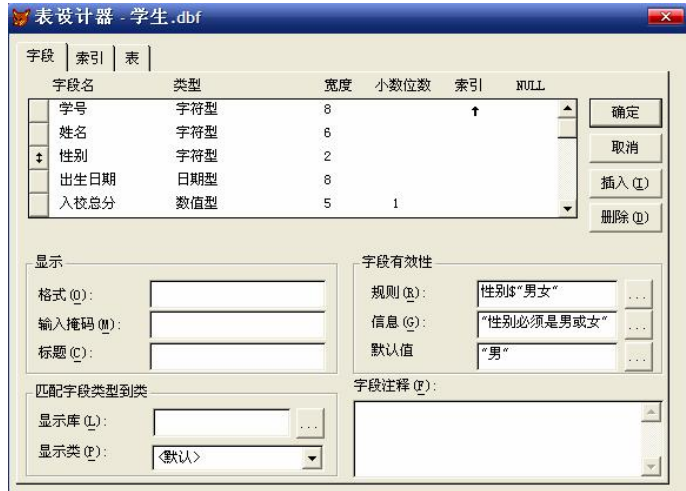 表设计器 - 学生.dbf
字段 索引 表
字段名 类型 宽度 小数位数 索引 NULL
学号 字符型 8 ↑
姓名 字符型 6
性别 字符型 2
出生日期 日期型 8
入校总分 数值型 5 1
确定
取消
插入(I)
删除(D)
显示
格式(O):
输入掩码(M):
标题(C):
字段有效性
规则(R): 性别$"男女"
信息(G): "性别必须是男或女"
默认值 "男"
匹配字段类型到类
显示库(L):
显示类(P): <默认>
字段注释(F):